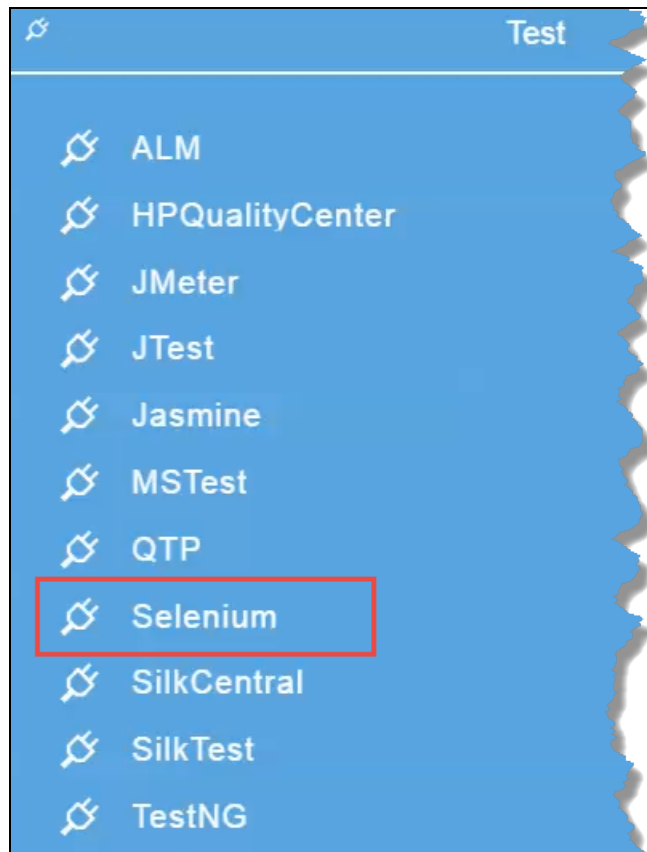 Test
ALM
HPQualityCenter
JMeter
JTest
Jasmine
MSTest
QTP
Selenium
SilkCentral
SilkTest
TestNG